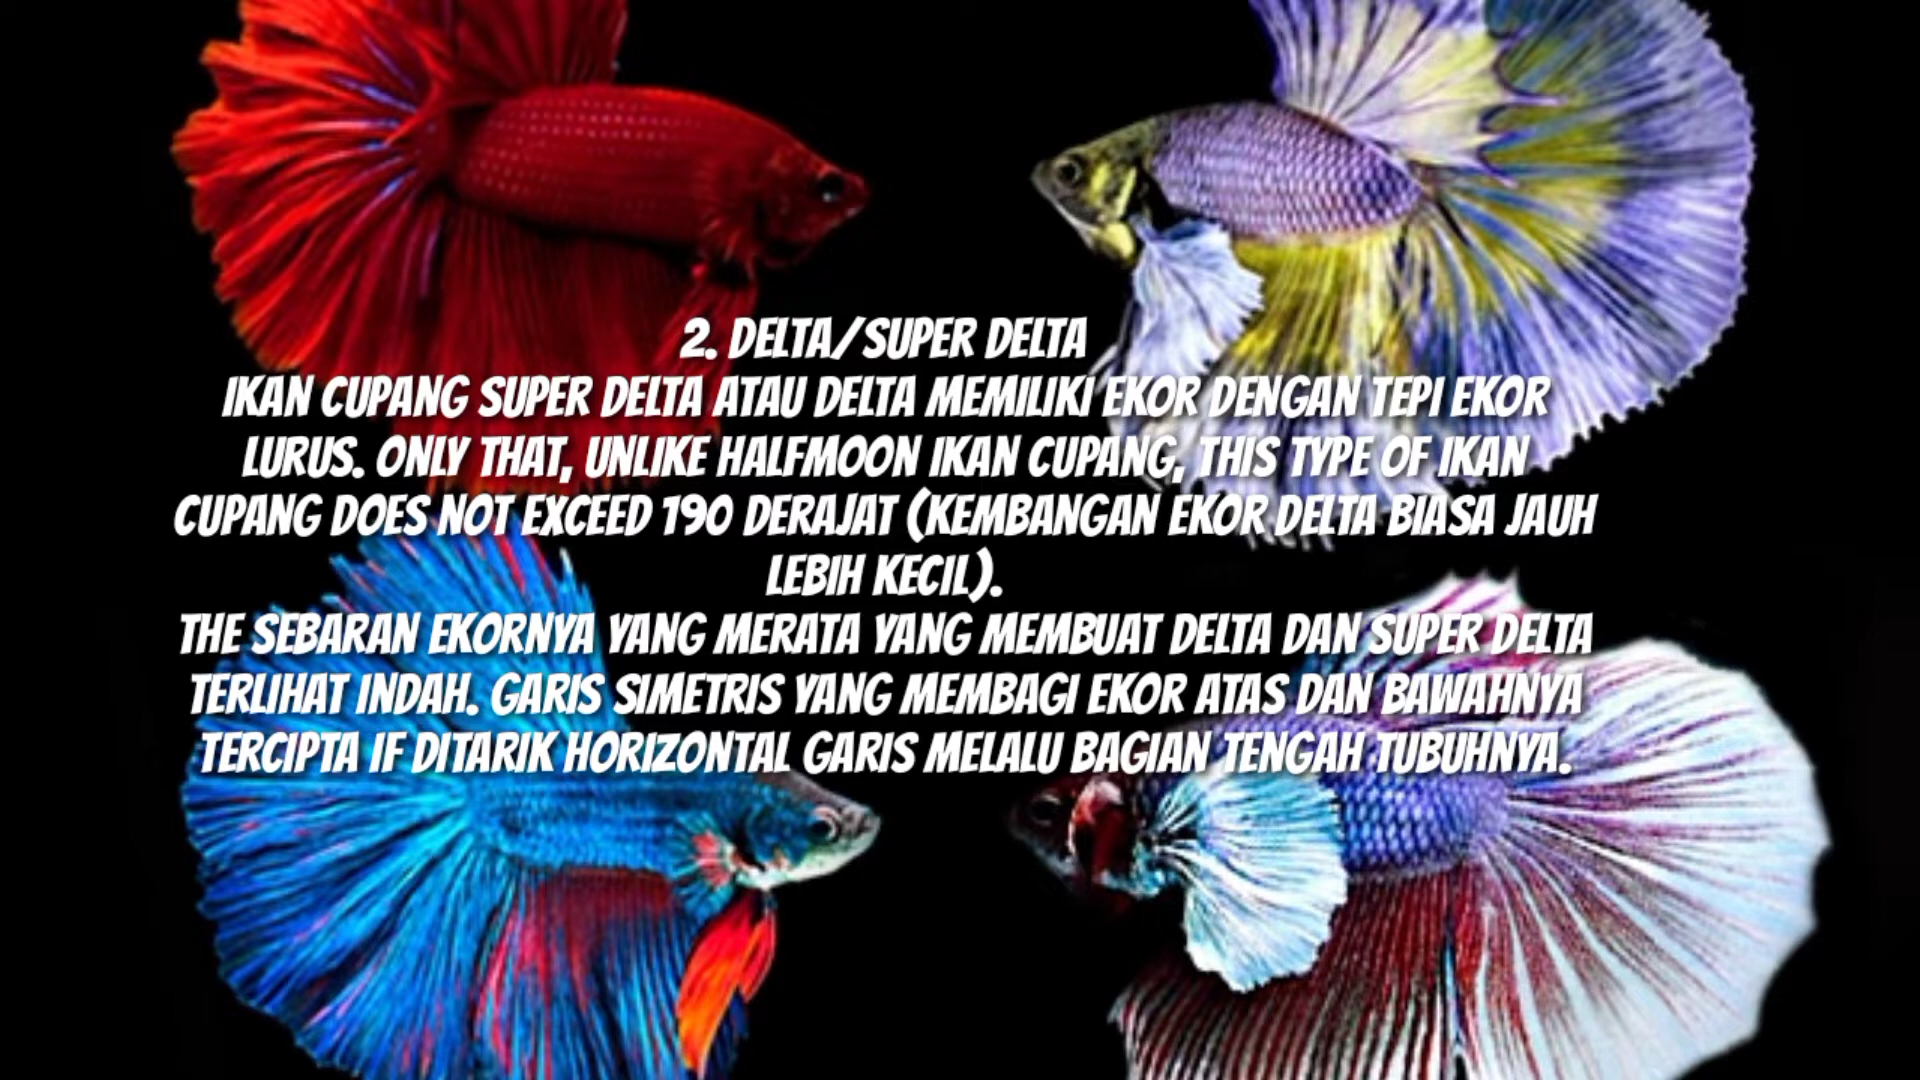 2. DELTA/SUPER DELTA
IKAN CUPANG SUPER DELTA ATAU DELTA MEMILIKI EKOR DENGAN TEPI EKOR
LURUS. ONLY THAT, UNLIKE HALFMOON IKAN CUPANG, THIS TYPE OF IKAN
CUPANG DOES NOT EXCEED 190 DERAJAT (KEMBANGAN EKOR DELTA BIASA JAUH
LEBIH KECIL).
THE SEBARAN EKORNYA YANG MERATA YANG MEMBUAT DELTA DAN SUPER DELTA
TERLIHAT INDAH. GARIS SIMETRIS YANG MEMBAGI EKOR ATAS DAN BAWAHNYA
TERCIPTA IF DITARIK HORIZONTAL GARIS MELALU BAGIAN TENGAH TUBUHNYA.